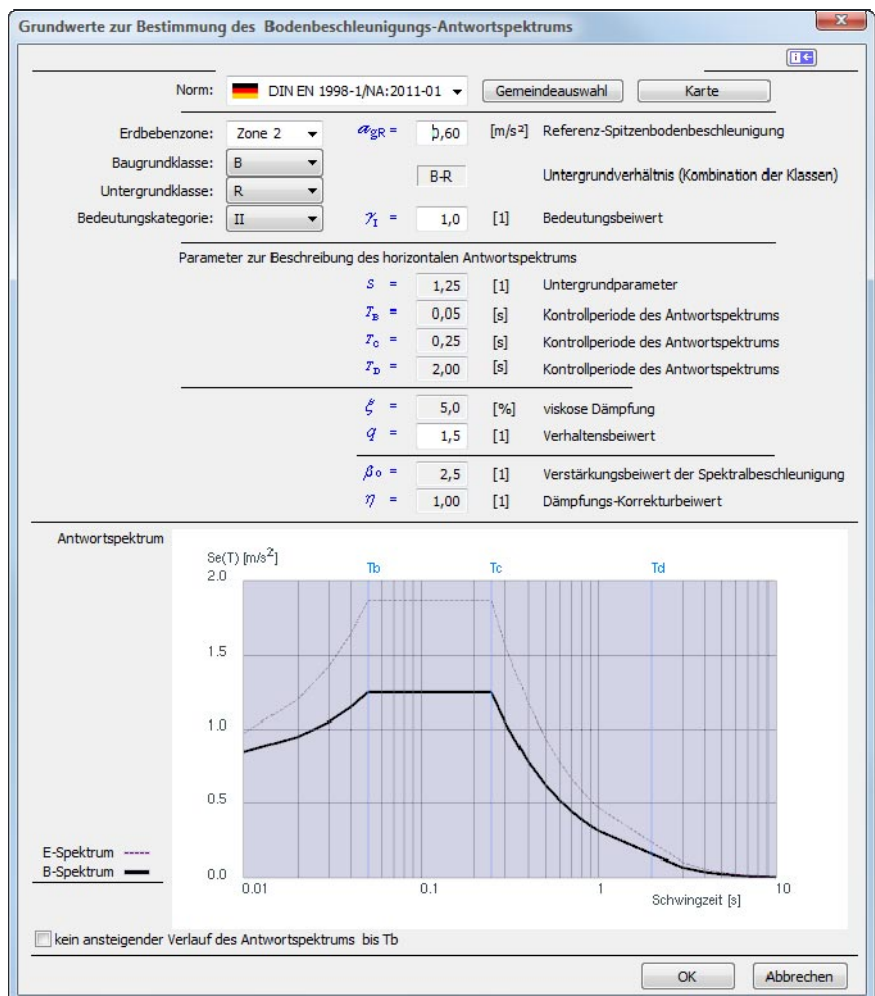 Grundwerte zur Bestimmung des Bodenbeschleunigungs-Antwortspektrums
Norm: DIN EN 1998-1/NA:2011-01 Gemeindeauswahl Karte
Erdbebenzone: Zone 2 agR = 0,60 [m/s²] Referenz-Spitzenbodenbeschleunigung
Baugrundklasse: B
B-R Untergrundverhältnis (Kombination der Klassen)
Untergrundklasse: R
Bedeutungskategorie: II γI = 1,0 [1] Bedeutungsbeiwert
Parameter zur Beschreibung des horizontalen Antwortspektrums
S = 1,25 [1] Untergrundparameter
TB = 0,05 [s] Kontrollperiode des Antwortspektrums
TC = 0,25 [s] Kontrollperiode des Antwortspektrums
TD = 2,00 [s] Kontrollperiode des Antwortspektrums
ξ = 5,0 [%] viskose Dämpfung
q = 1,5 [1] Verhaltensbeiwert
βo = 2,5 [1] Verstärkungsbeiwert der Spektralbeschleunigung
η = 1,00 [1] Dämpfungs-Korrekturbeiwert
Antwortspektrum
Se(T) [m/s²]
Tb Tc Td
2.0
1.5
1.0
0.5
0.0
0.01 0.1 1 10
Schwingzeit [s]
E-Spektrum
B-Spektrum
kein ansteigender Verlauf des Antwortspektrums bis Tb
OK Abbrechen